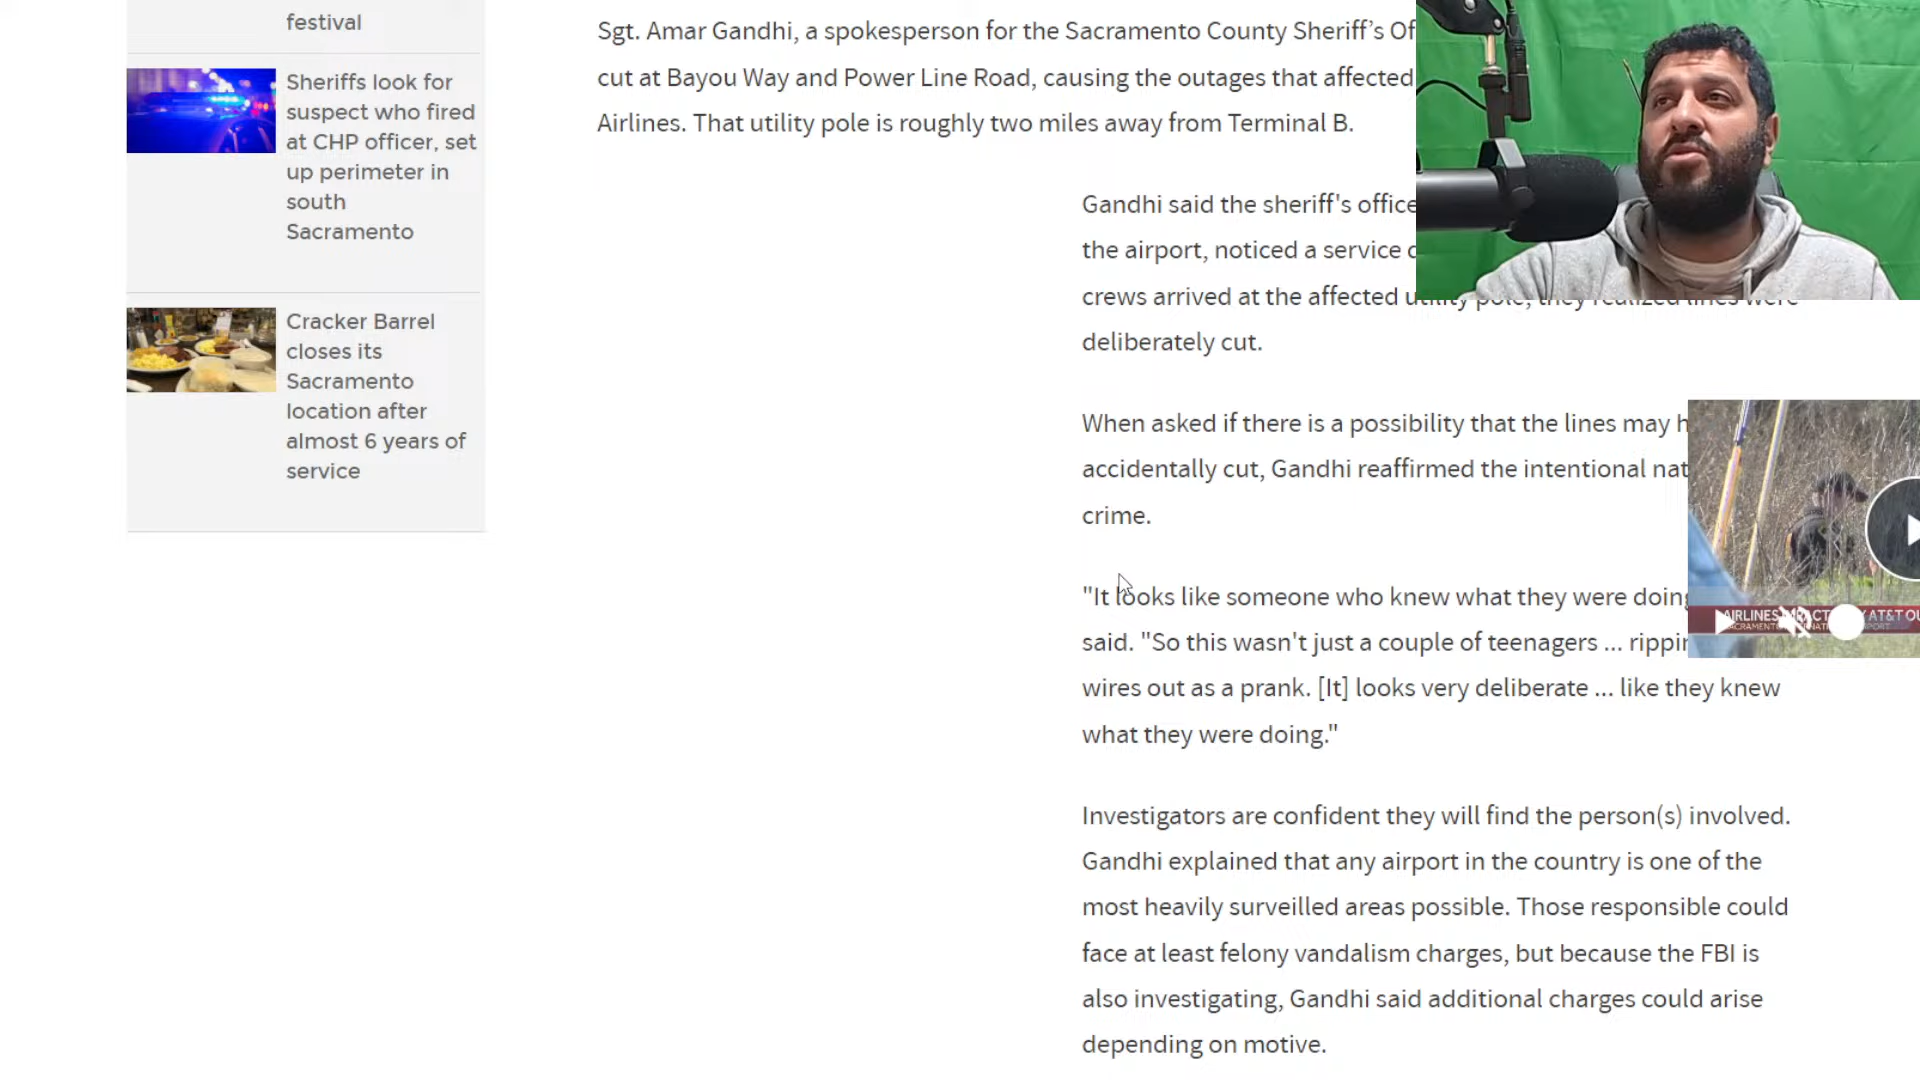 festival
Sheriffs look for
suspect who fired
at CHP officer, set
up perimeter in
south
Sacramento
Cracker Barrel
closes its
Sacramento
location after
almost 6 years of
service
Sgt. Amar Gandhi, a spokesperson for the Sacramento County Sheriff's
cut at Bayou Way and Power Line Road, causing the outages that affected
Airlines. That utility pole is roughly two miles away from Terminal B.
Gandhi said the sheriff's office
the airport, noticed a service
crews arrived at the affected utility pole, they realized lines were
deliberately cut.
When asked if there is a possibility that the lines may
accidentally cut, Gandhi reaffirmed the intentional
crime.
"It looks like someone who knew what they were doing
said. "So this wasn't just a couple of teenagers ...
wires out as a prank. [It] looks very deliberate ... like they knew
what they were doing."
AIRLINES AT&T
Investigators are confident they will find the person(s) involved.
Gandhi explained that any airport in the country is one of the
most heavily surveilled areas possible. Those responsible could
face at least felony vandalism charges, but because the FBI is
also investigating, Gandhi said additional charges could arise
depending on motive.